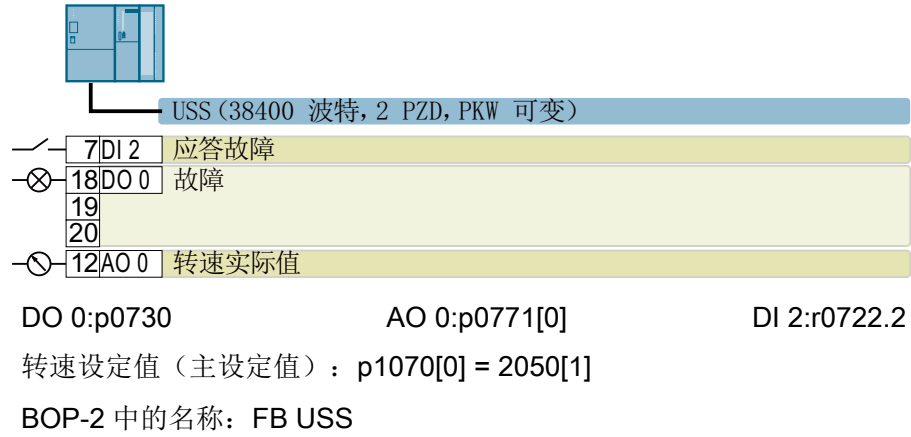 USS(38400 波特, 2 PZD, PKW 可变)
7 DI 2 应答故障
18 DO 0 故障
19
20
12 AO 0 转速实际值
DO 0:p0730 AO 0:p0771[0] DI 2:r0722.2
转速设定值（主设定值）: p1070[0] = 2050[1]
BOP-2 中的名称: FB USS